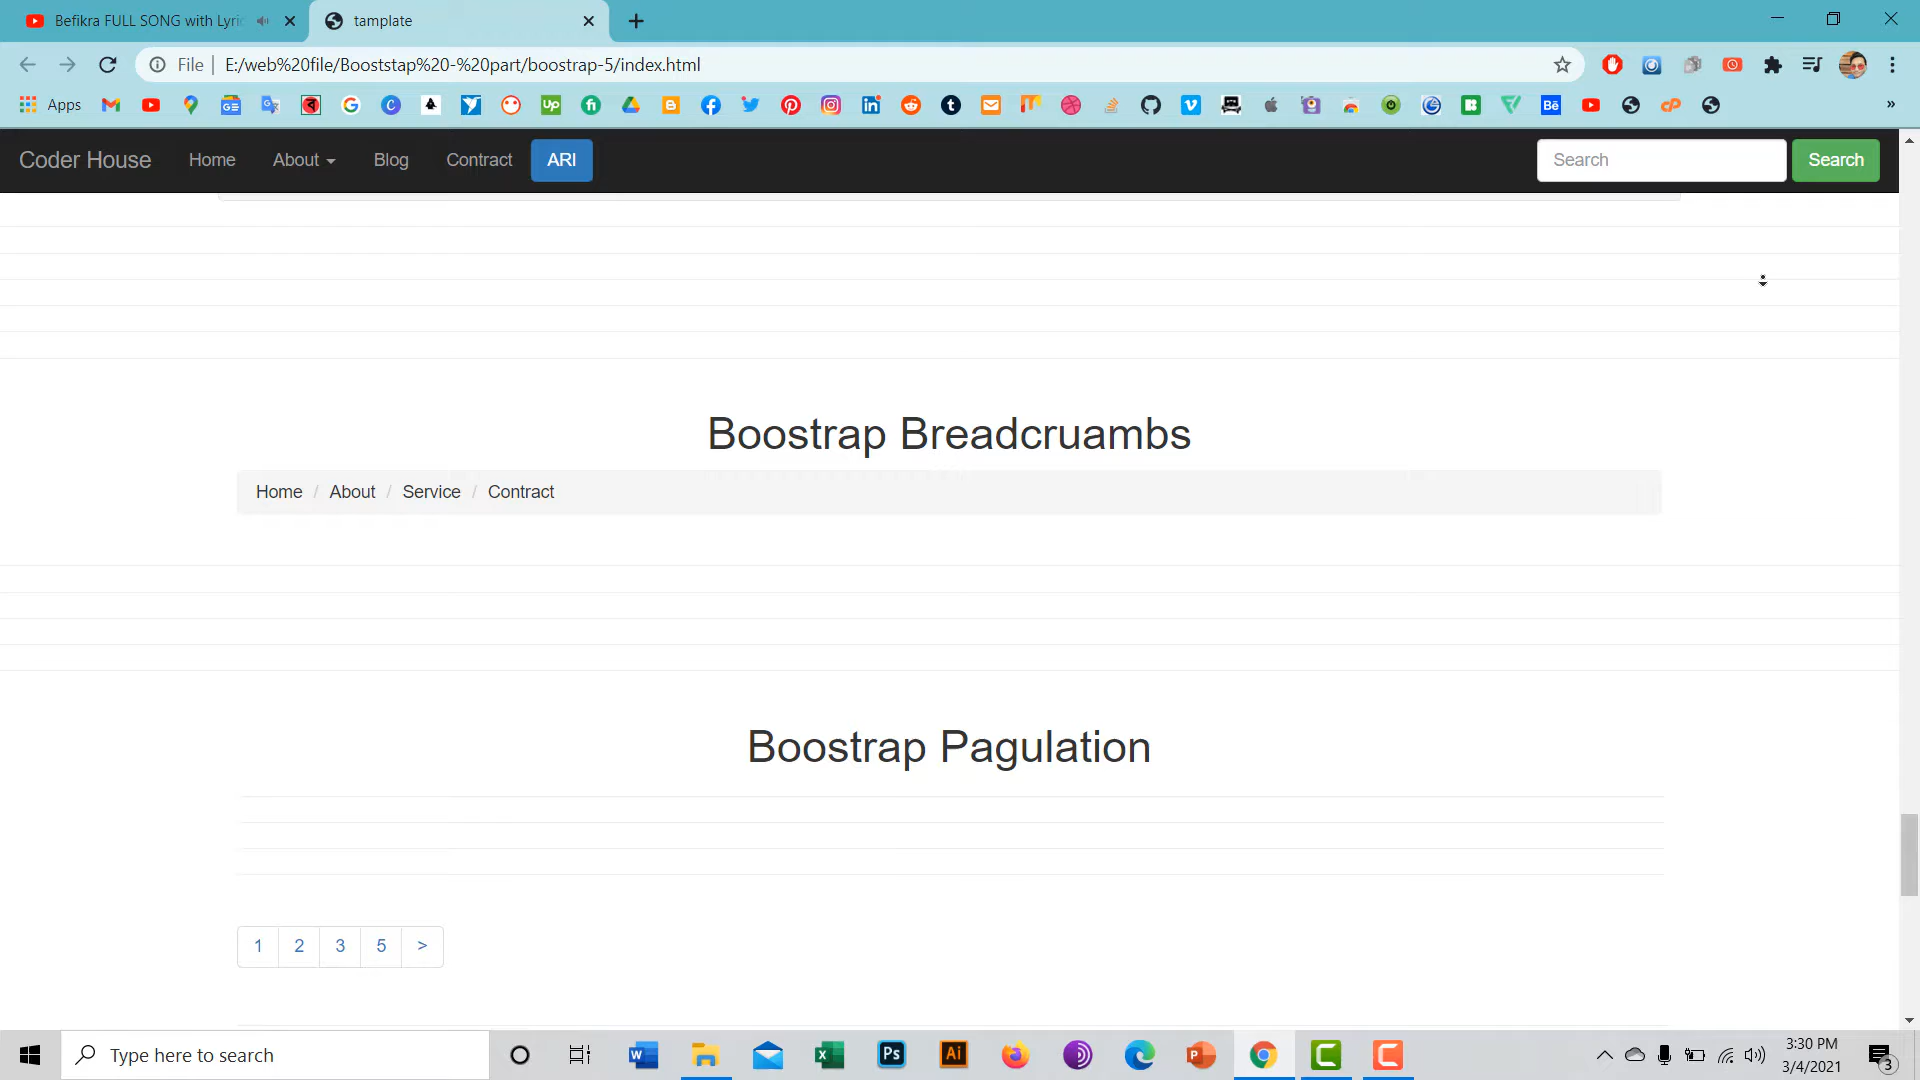 Befikra FULL SONG with Lyri
tamplate
File
E:/web%20file/Booststap%20-%20part/boostrap-5/index.html
Apps
Coder House
Home
About
Blog
Contract
ARI
Search
Search
Boostrap Breadcruambs
Home / About / Service / Contract
Boostrap Pagulation
1 2 3 5 >
Type here to search
3:30 PM
3/4/2021
3